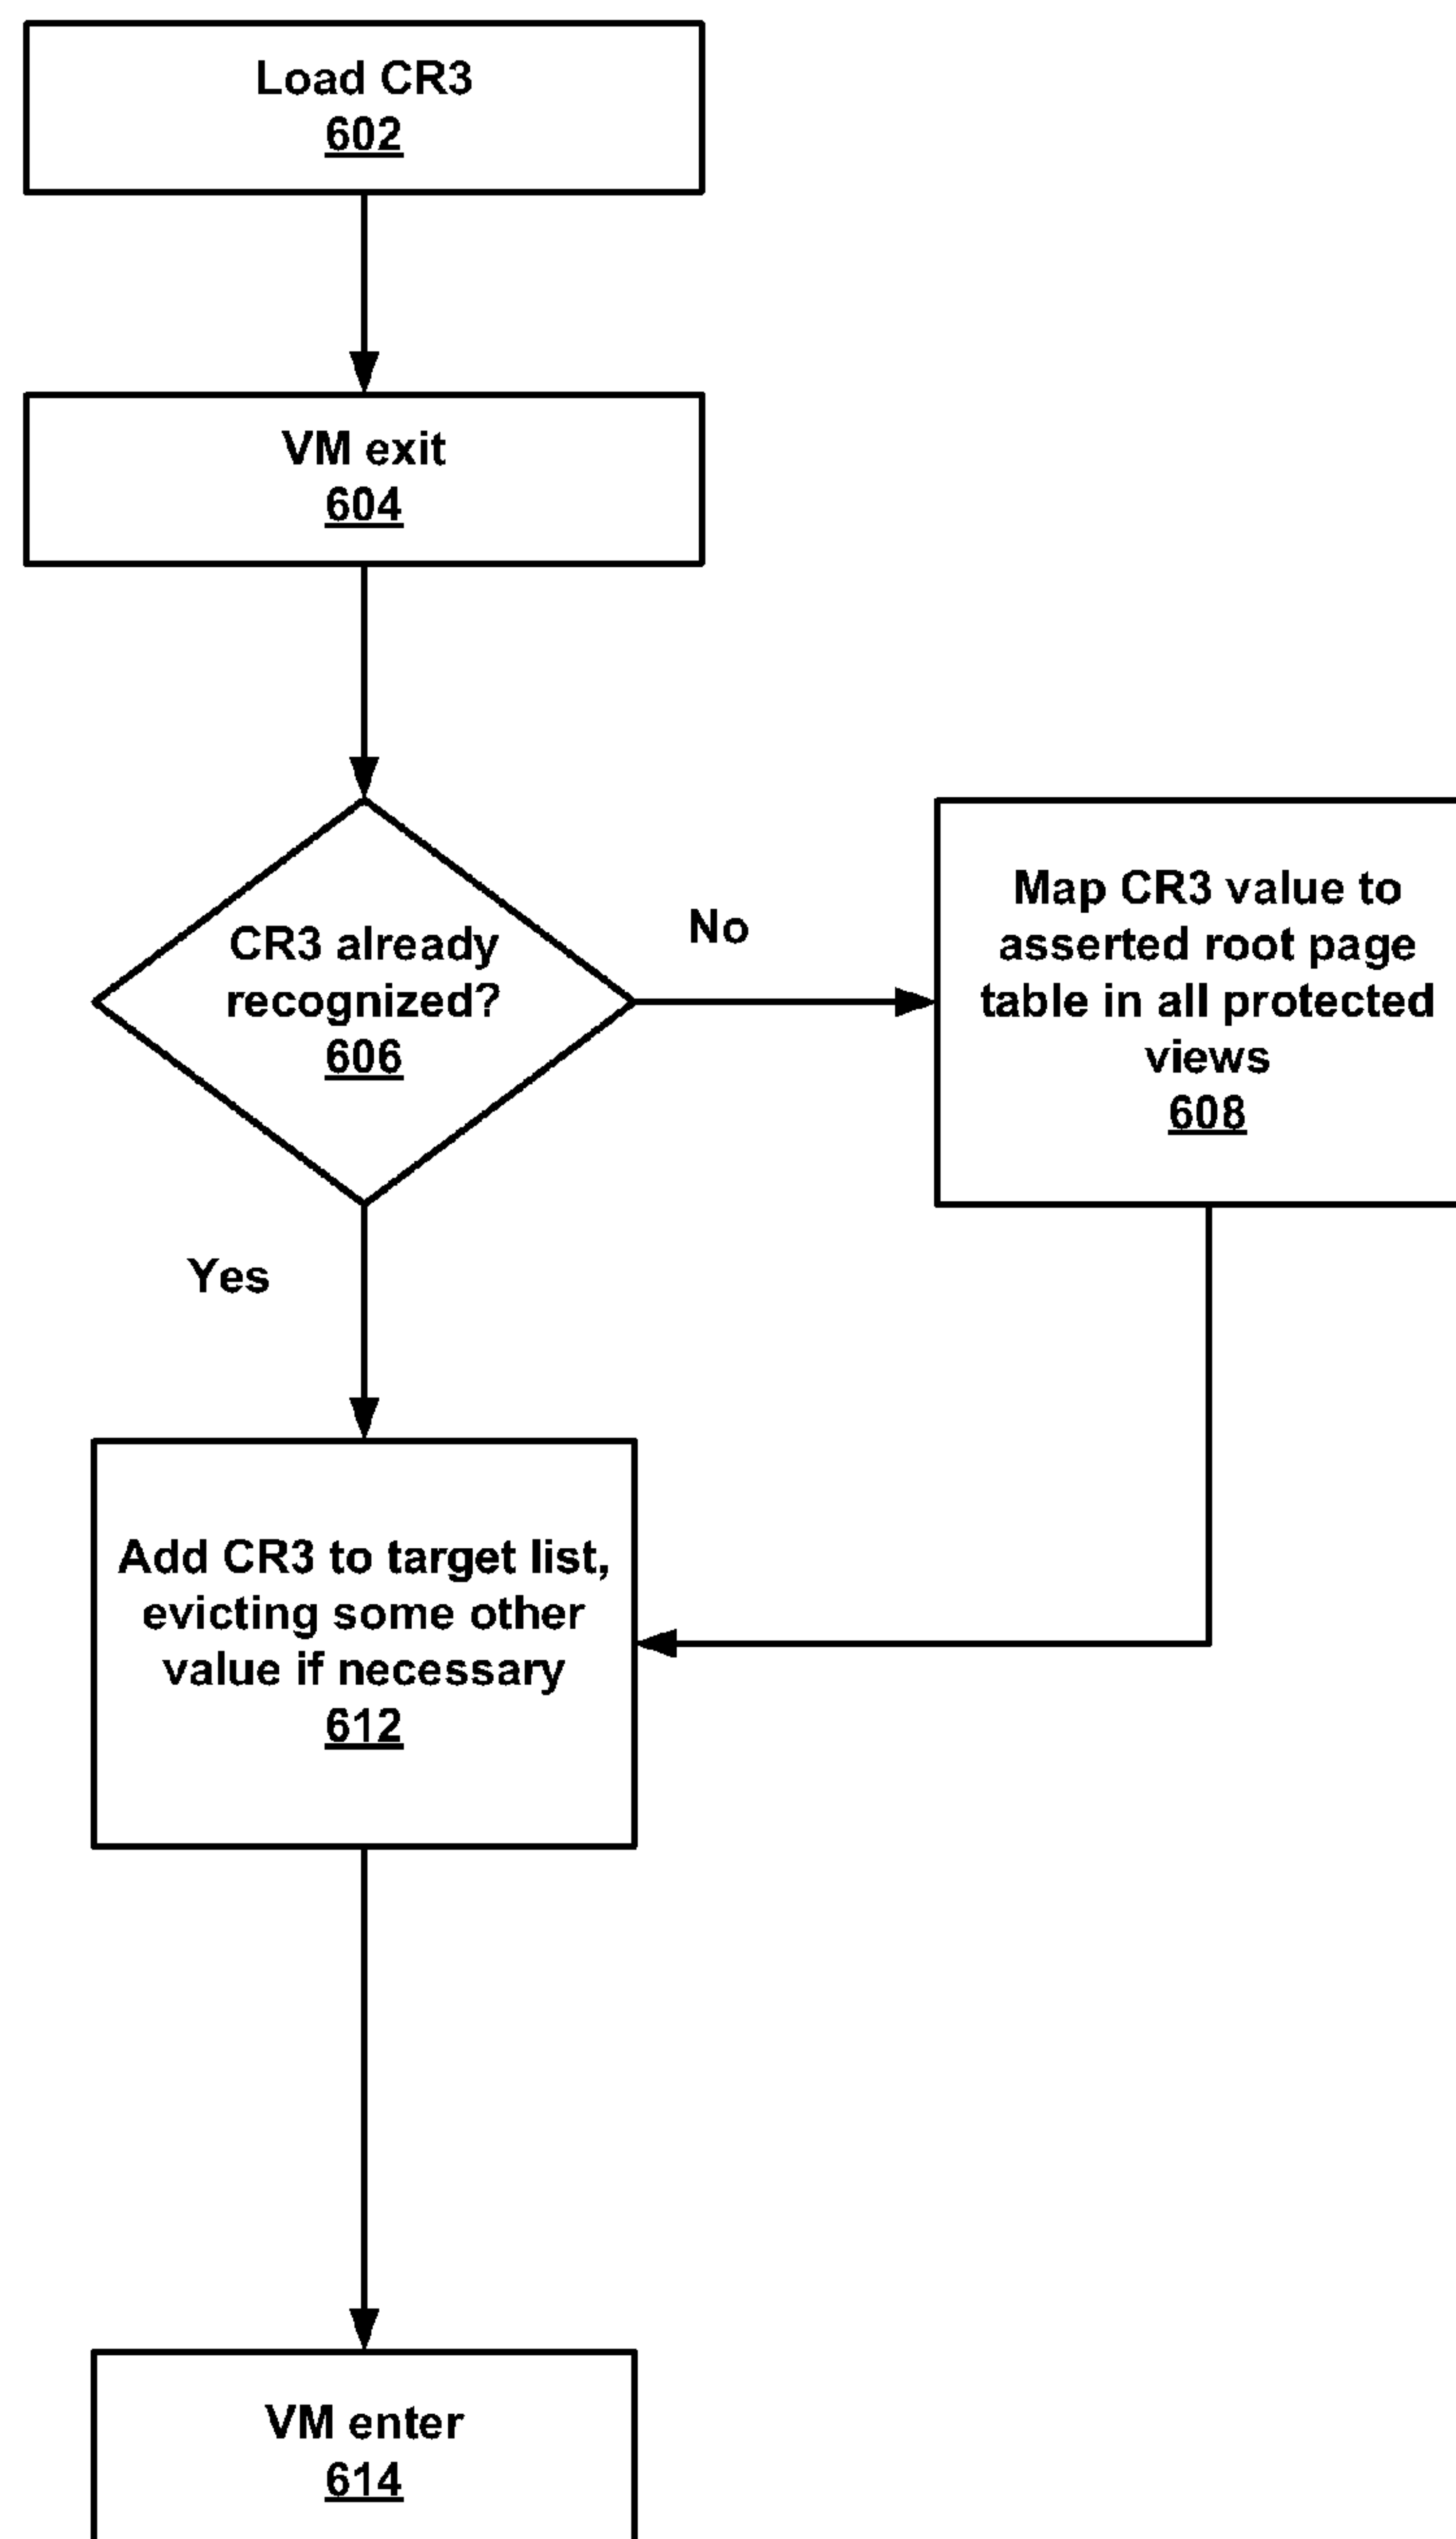 Load CR3
602
VM exit
604
CR3 already
recognized?
606
No
Map CR3 value to
asserted root page
table in all protected
views
608
Yes
Add CR3 to target list,
evicting some other
value if necessary
612
VM enter
614